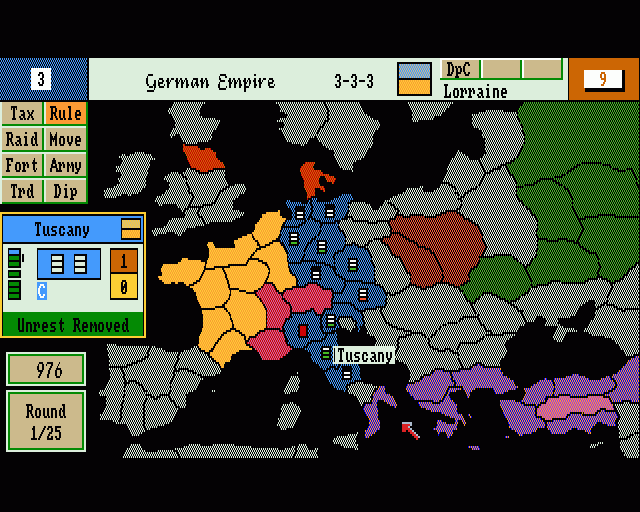 3
German Empire
3-3-3
DpC
Lorraine
9
Tax Rule
Raid Move
Fort Army
Trd Dip
Tuscany
1
C
0
Unrest Removed
Tuscany
976
Round
1/25